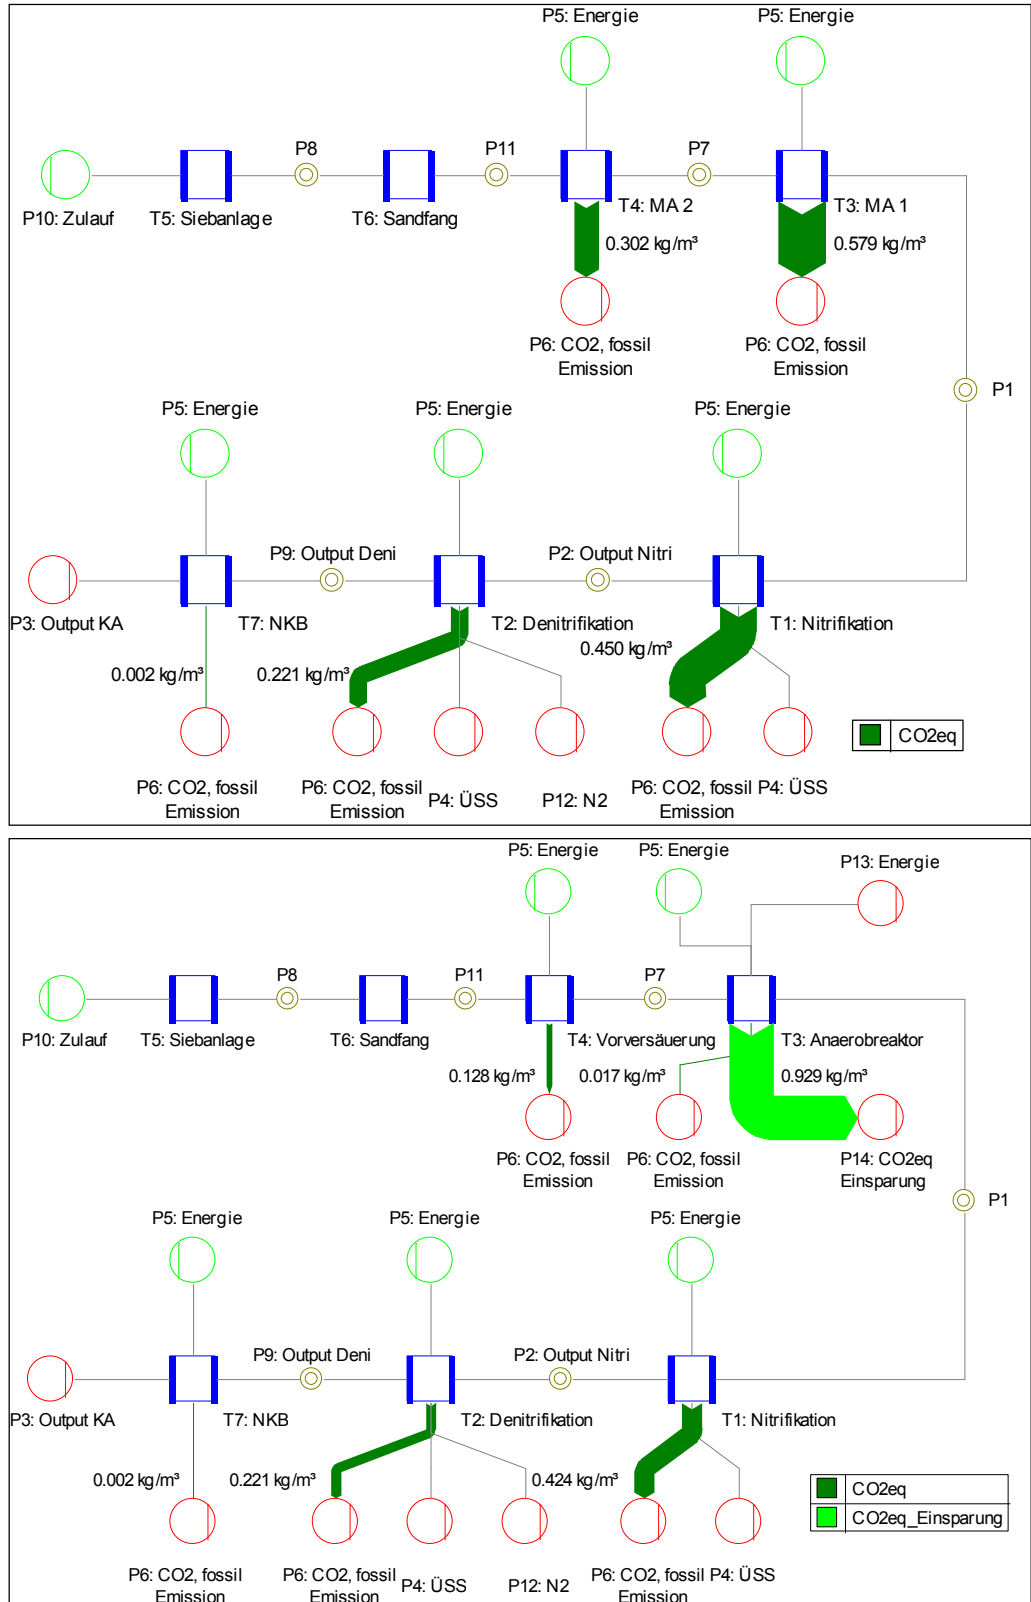 P5: Energie
P5: Energie
P8
P11
P7
P10: Zulauf
T5: Siebanlage
T6: Sandfang
T4: MA 2
T3: MA 1
0.302 kg/m³
0.579 kg/m³
P6: CO2, fossil
Emission
P6: CO2, fossil
Emission
P1
P5: Energie
P5: Energie
P5: Energie
P9: Output Deni
P2: Output Nitri
P3: Output KA
T7: NKB
T2: Denitrifikation
T1: Nitrifikation
0.002 kg/m³
0.221 kg/m³
0.450 kg/m³
CO2eq
P6: CO2, fossil
Emission
P6: CO2, fossil
Emission
P4: ÜSS
P12: N2
P6: CO2, fossil
Emission
P4: ÜSS
P5: Energie
P5: Energie
P13: Energie
P8
P11
P7
P10: Zulauf
T5: Siebanlage
T6: Sandfang
T4: Vorversäuerung
T3: Anaerobreaktor
0.128 kg/m³
0.017 kg/m³
0.929 kg/m³
P6: CO2, fossil
Emission
P6: CO2, fossil
Emission
P14: CO2eq
Einsparung
P1
P5: Energie
P5: Energie
P5: Energie
P9: Output Deni
P2: Output Nitri
P3: Output KA
T7: NKB
T2: Denitrifikation
T1: Nitrifikation
0.002 kg/m³
0.221 kg/m³
0.424 kg/m³
CO2eq
CO2eq_Einsparung
P6: CO2, fossil
Emission
P6: CO2, fossil
Emission
P4: ÜSS
P12: N2
P6: CO2, fossil
Emission
P4: ÜSS